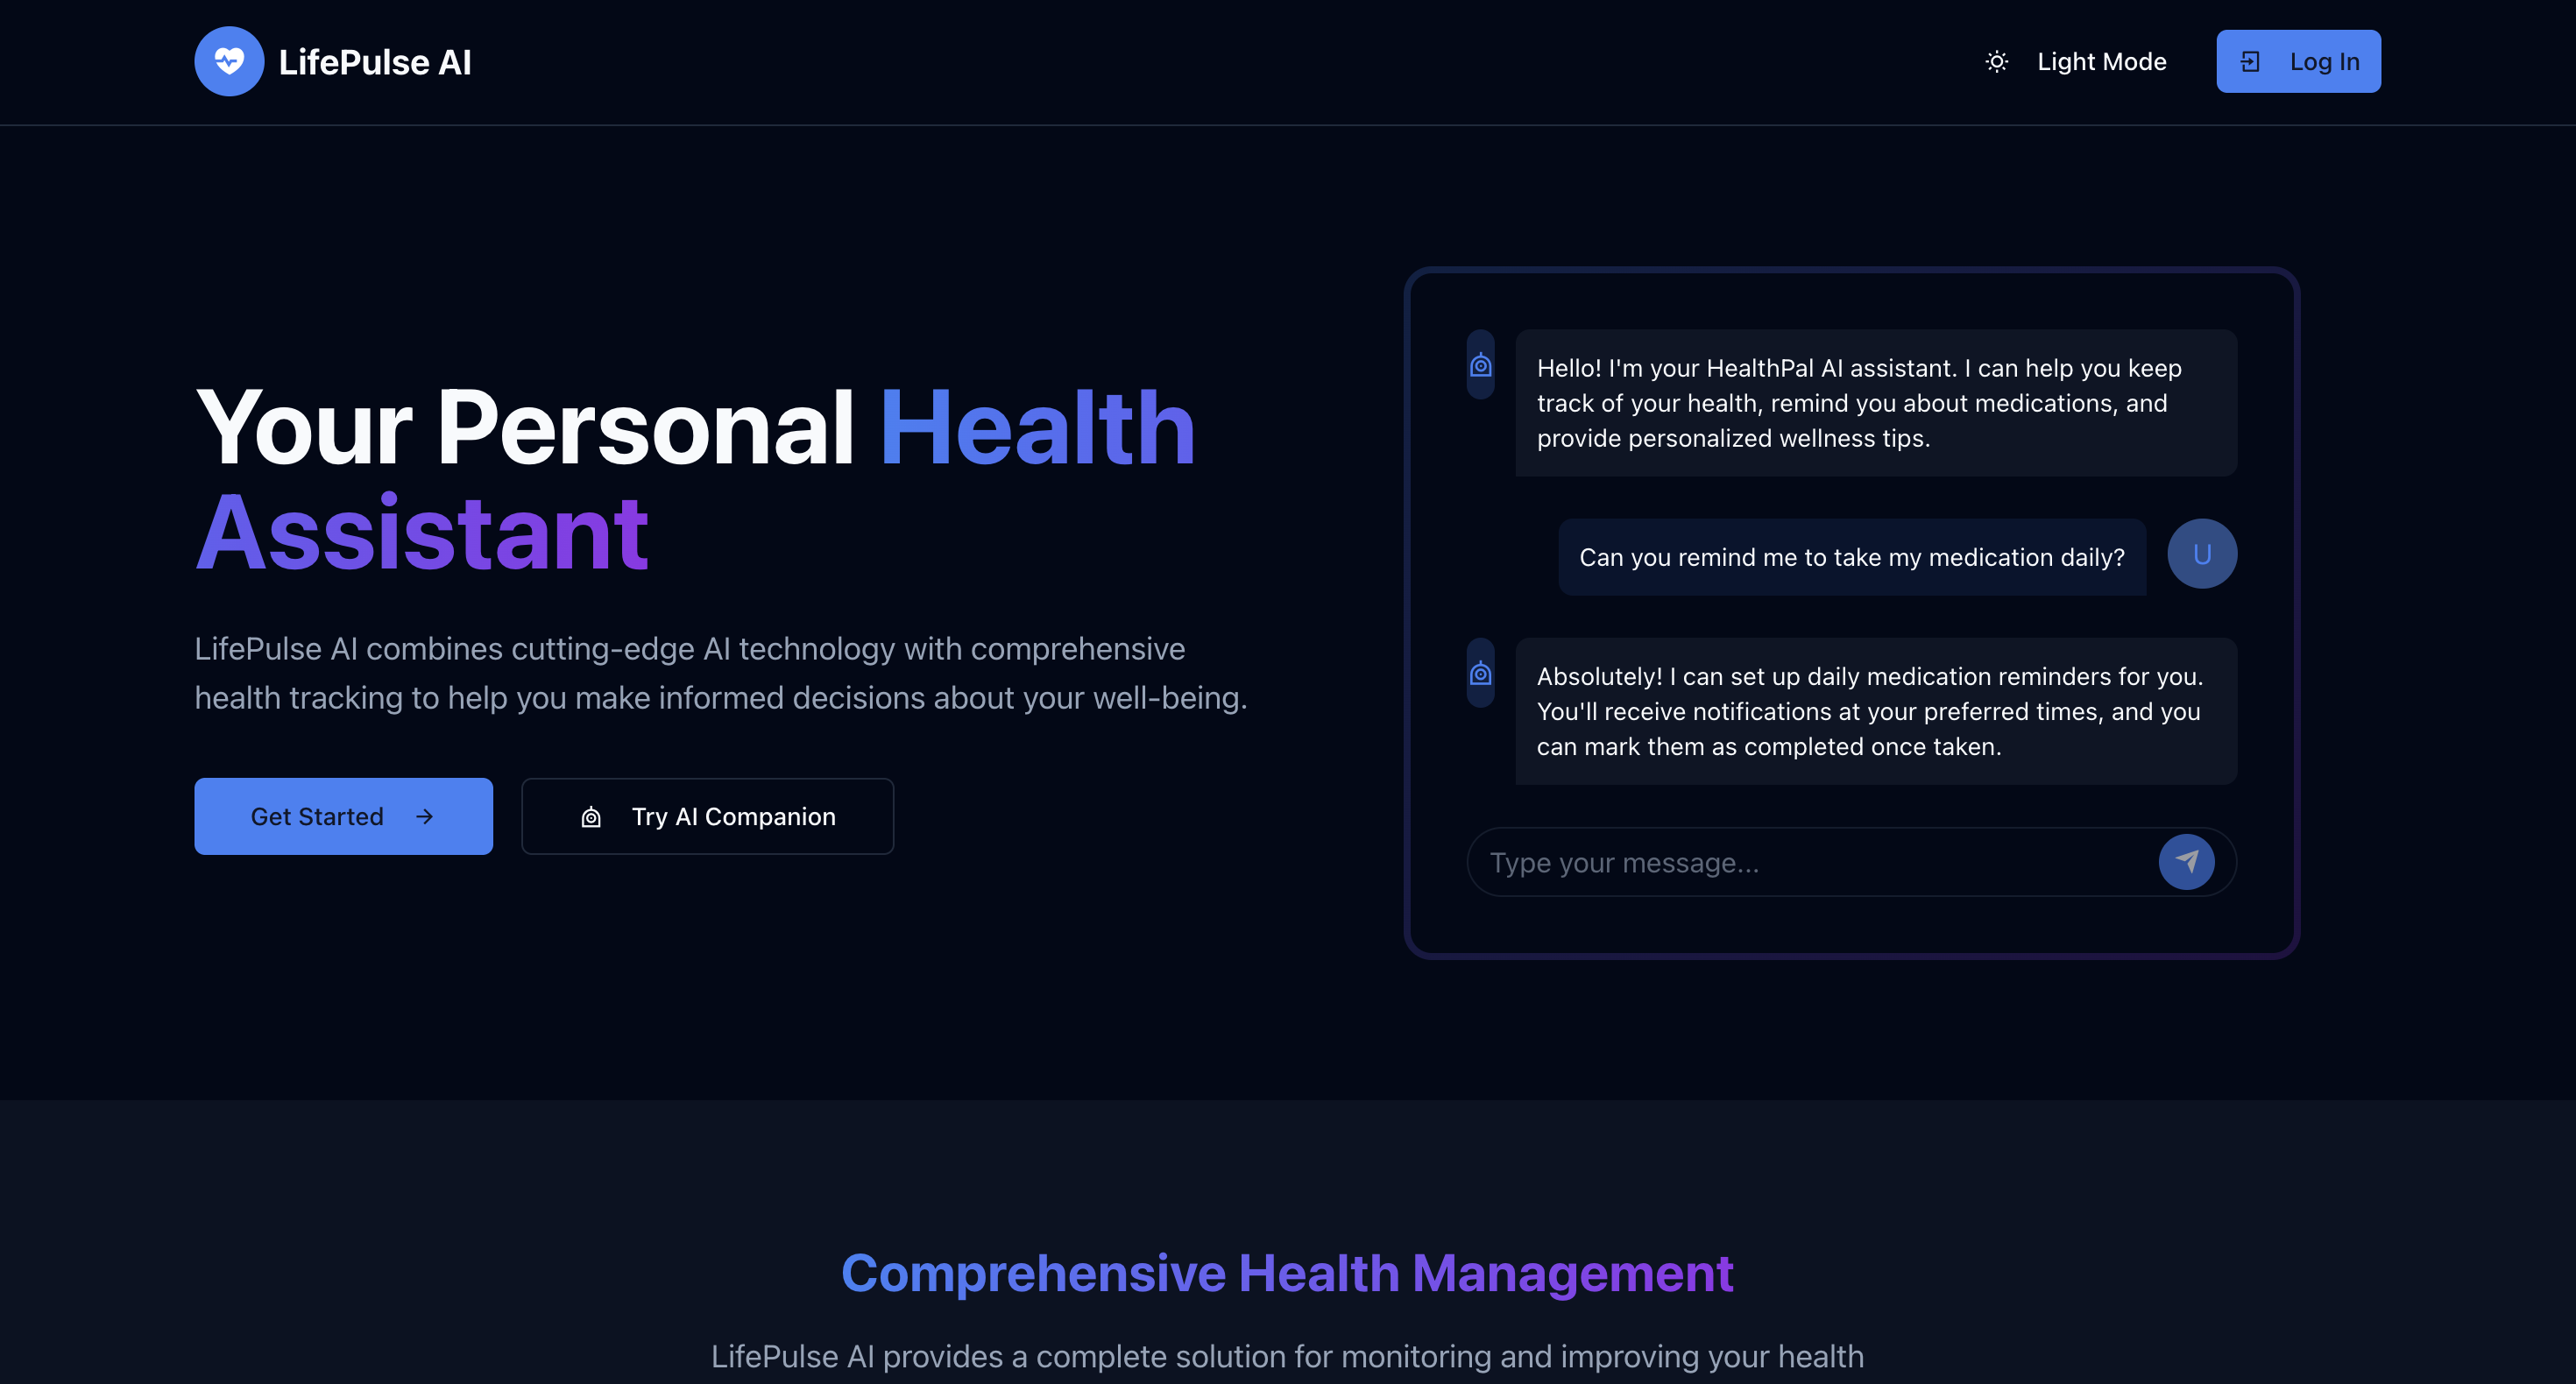 LifePulse AI
Light Mode
Log In
Your Personal Health
Assistant
LifePulse AI combines cutting-edge AI technology with comprehensive
health tracking to help you make informed decisions about your well-being.
Get Started
Try AI Companion
Hello! I'm your HealthPal AI assistant. I can help you keep
track of your health, remind you about medications, and
provide personalized wellness tips.
Can you remind me to take my medication daily?
U
Absolutely! I can set up daily medication reminders for you.
You'll receive notifications at your preferred times, and you
can mark them as completed once taken.
Type your message...
Comprehensive Health Management
LifePulse AI provides a complete solution for monitoring and improving your health